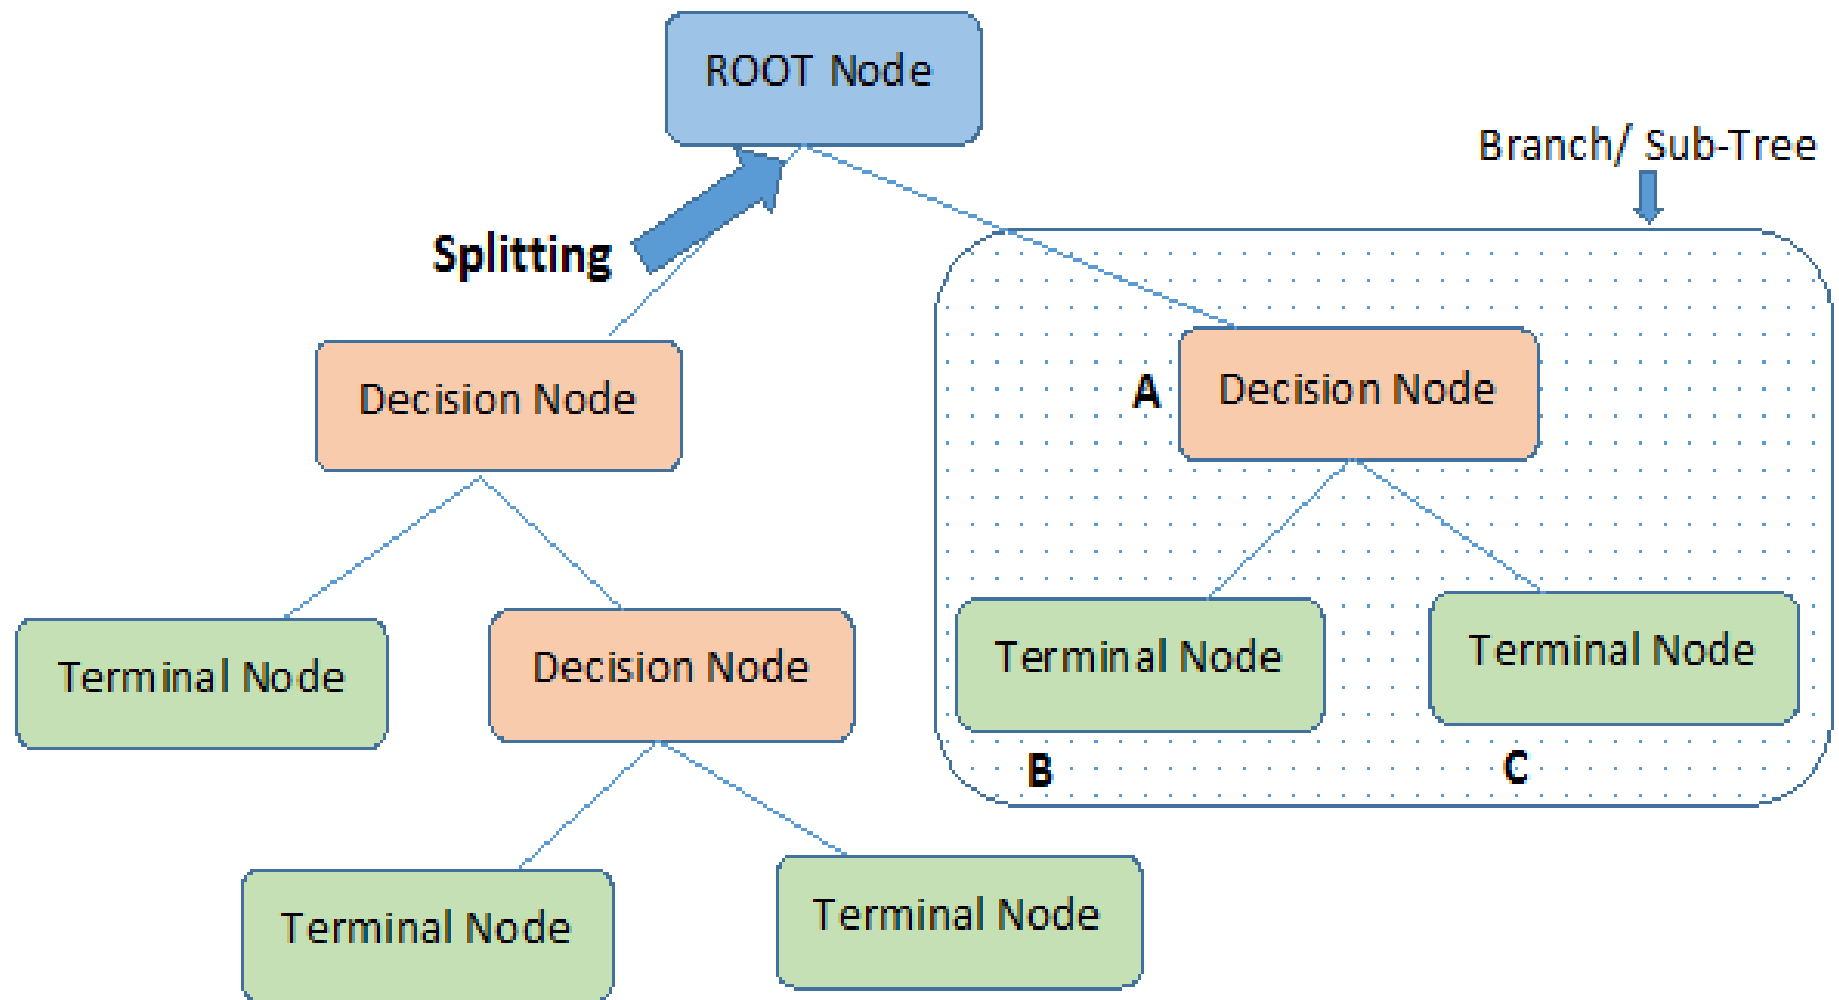 ROOT Node
Branch/ Sub-Tree
Splitting
Decision Node
A
Decision Node
Terminal Node
Decision Node
Terminal Node
Terminal Node
B
C
Terminal Node
Terminal Node